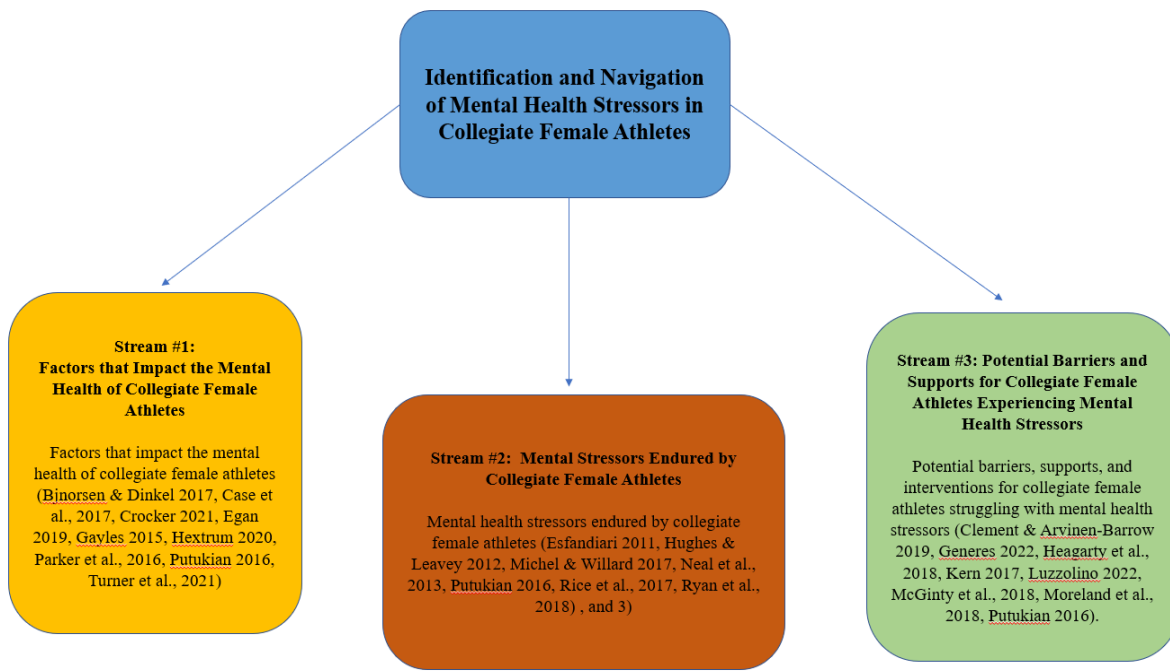 Identification and Navigation
of Mental Health Stressors in
Collegiate Female Athletes
Stream #1:
Factors that Impact the Mental
Health of Collegiate Female
Athletes
Factors that impact the mental
health of collegiate female athletes
(Bjnorsen & Dinkel 2017, Case et
al., 2017, Crocker 2021, Egan
2019, Gayles 2015, Hextrum 2020,
Parker et al., 2016, Putukian 2016,
Turner et al., 2021)
Stream #2:  Mental Stressors Endured by
Collegiate Female Athletes
Mental health stressors endured by collegiate
female athletes (Esfandiari 2011, Hughes &
Leavey 2012, Michel & Willard 2017, Neal et al.,
2013, Putukian 2016, Rice et al., 2017, Ryan et al.,
2018) , and 3)
Stream #3: Potential Barriers and
Supports for Collegiate Female
Athletes Experiencing Mental
Health Stressors
Potential barriers, supports, and
interventions for collegiate female
athletes struggling with mental health
stressors (Clement & Arvinen-Barrow
2019, Generes 2022, Heagarty et al.,
2018, Kern 2017, Luzzolino 2022,
McGinty et al., 2018, Moreland et al.,
2018, Putukian 2016).